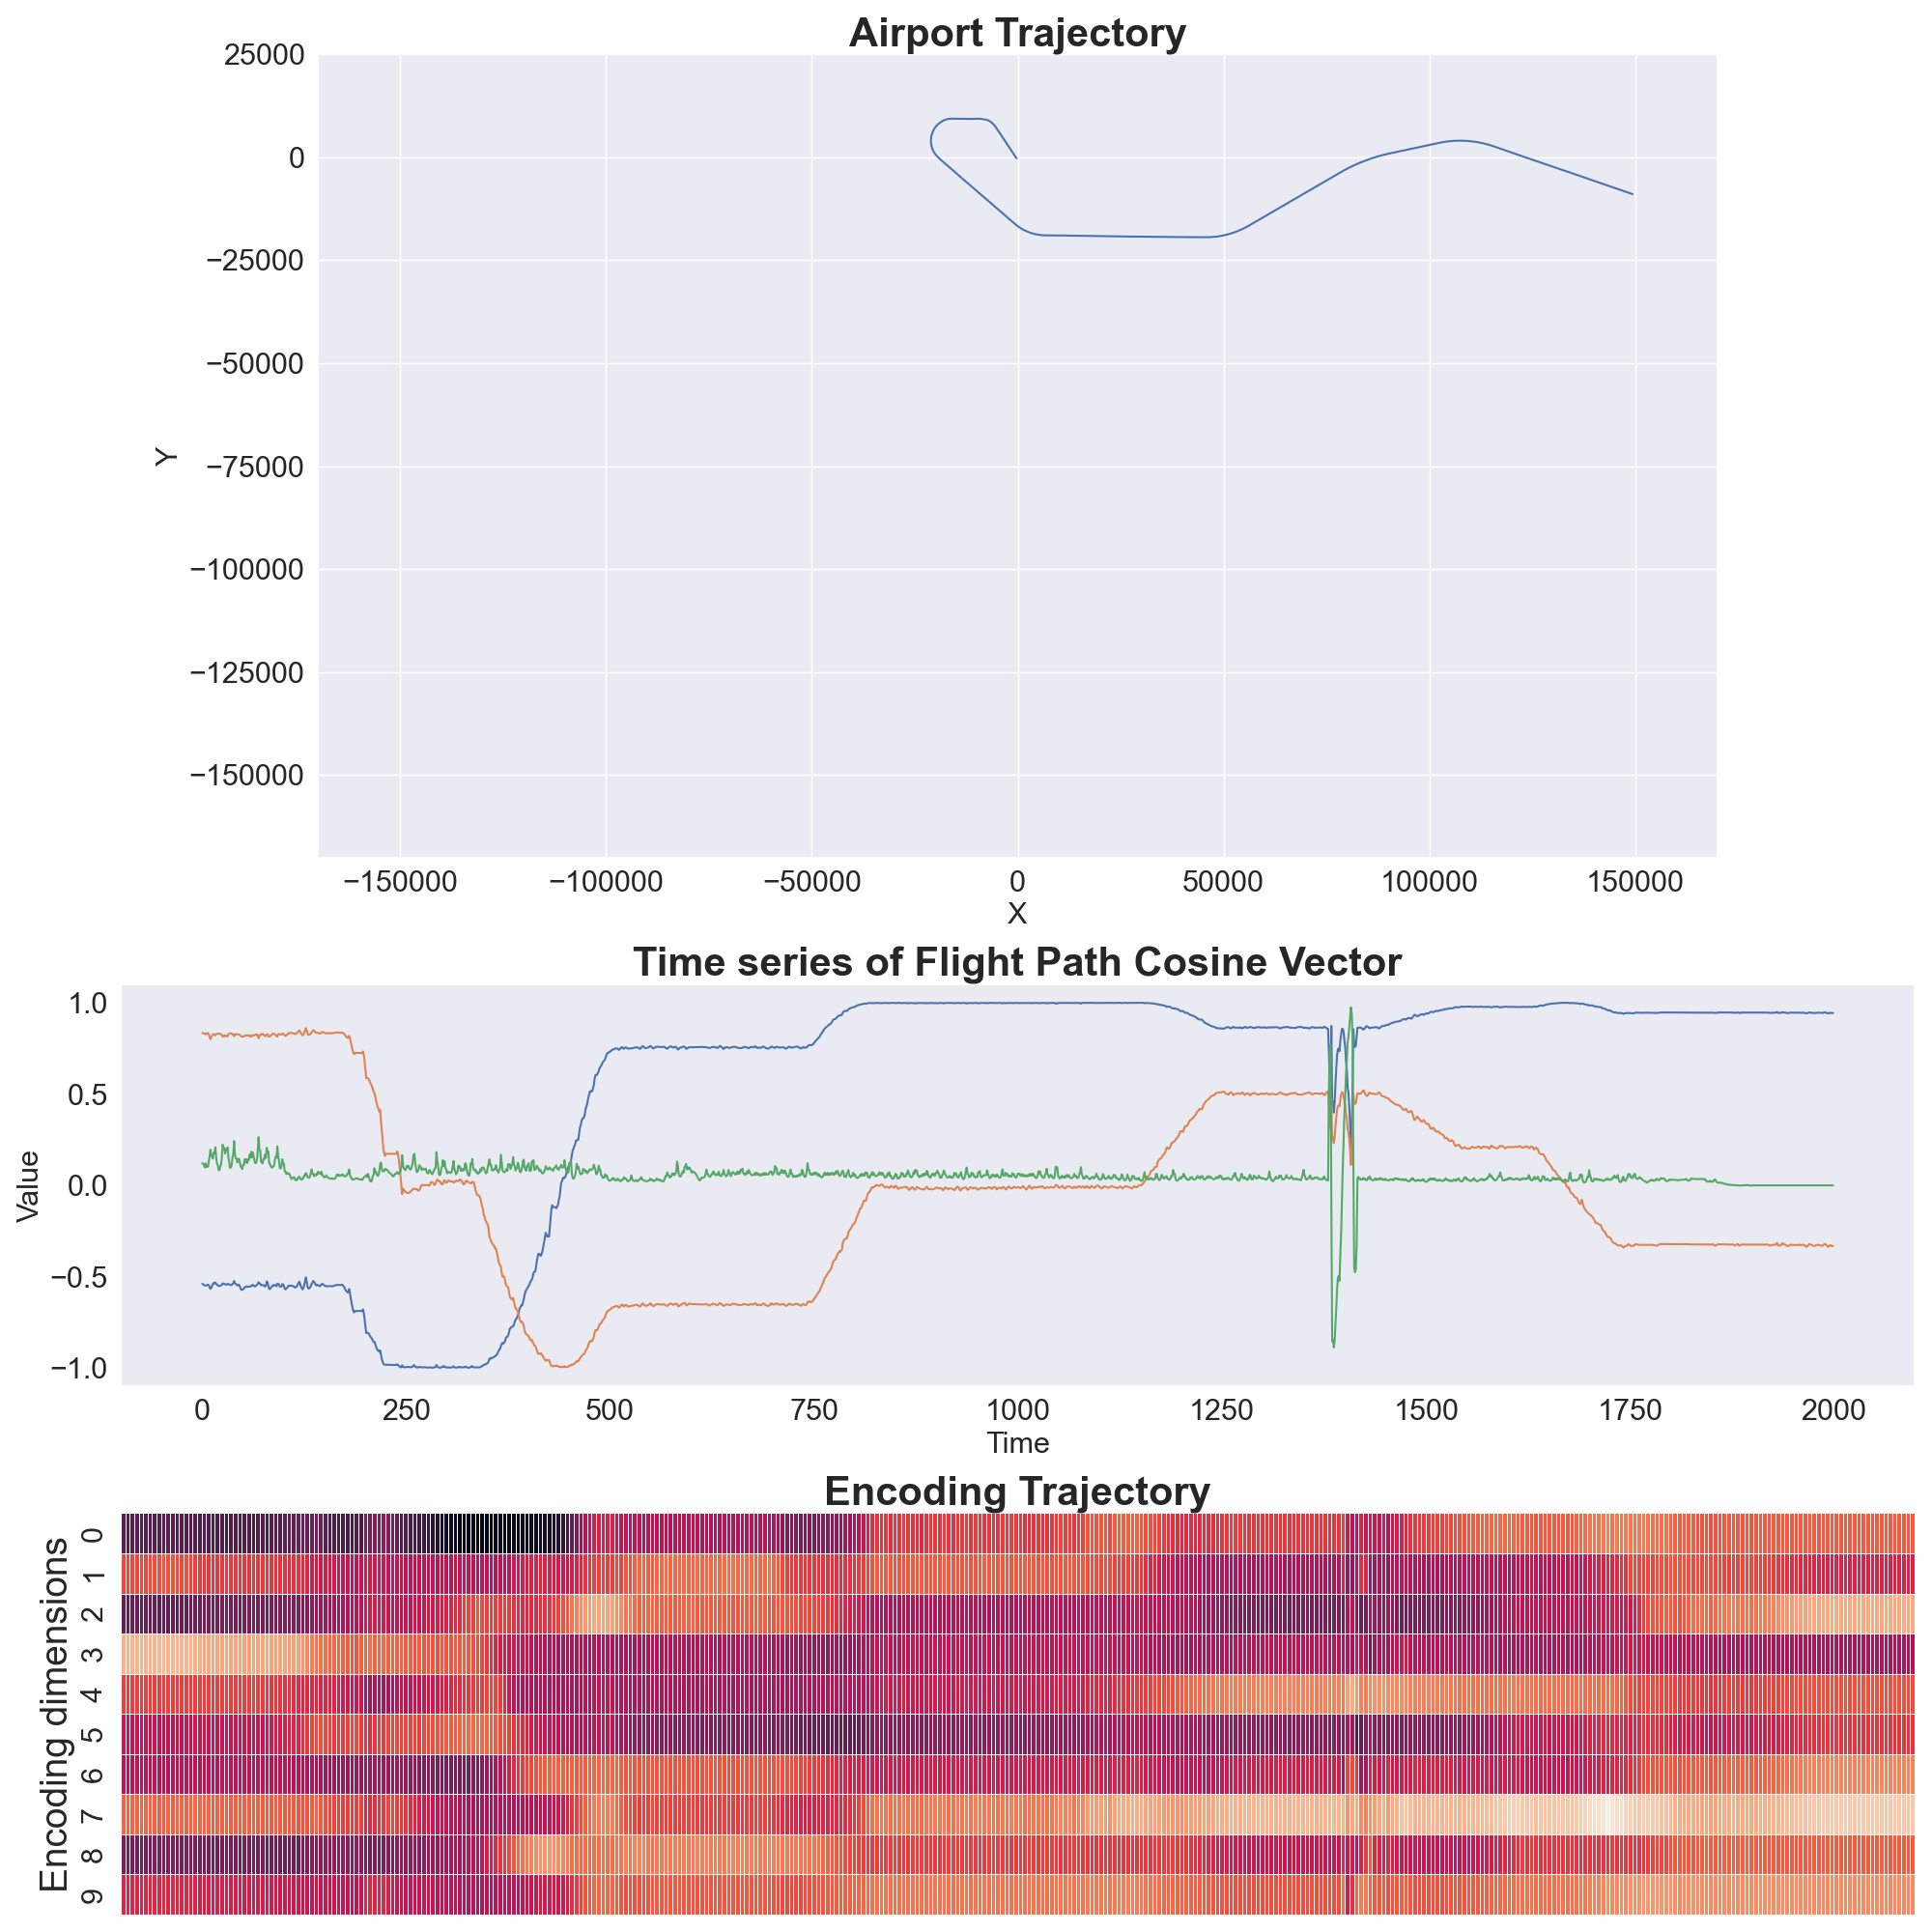 Airport Trajectory
25000
0
−25000
−50000
−75000
−100000
−125000
−150000
Y
−150000 −100000 −50000 0 50000 100000 150000
X
Time series of Flight Path Cosine Vector
1.0
0.5
0.0
−0.5
−1.0
Value
0 250 500 750 1000 1250 1500 1750 2000
Time
Encoding Trajectory
Encoding dimensions
0
1
2
3
4
5
6
7
8
9